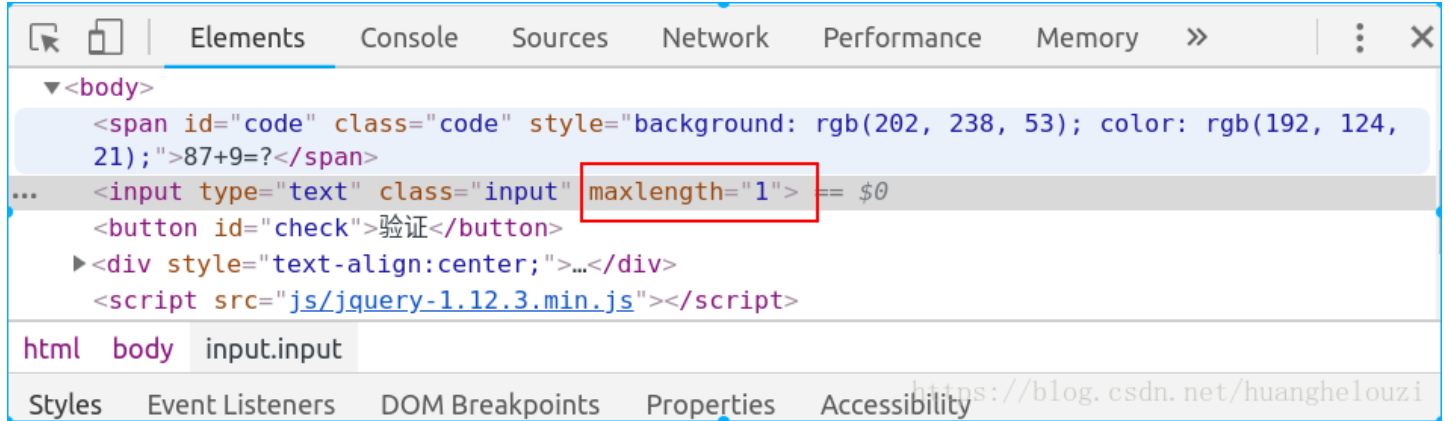 Elements Console Sources Network Performance Memory »
▼<body>
<span id="code" class="code" style="background: rgb(202, 238, 53); color: rgb(192, 124,
21);">87+9=?</span>
... <input type="text" class="input" maxlength="1"> == $0
<button id="check">验证</button>
▶<div style="text-align:center;">…</div>
<script src="js/jquery-1.12.3.min.js"></script>
html body input.input
Styles Event Listeners DOM Breakpoints Properties Accessibility
https://blog.csdn.net/huanghelouzi